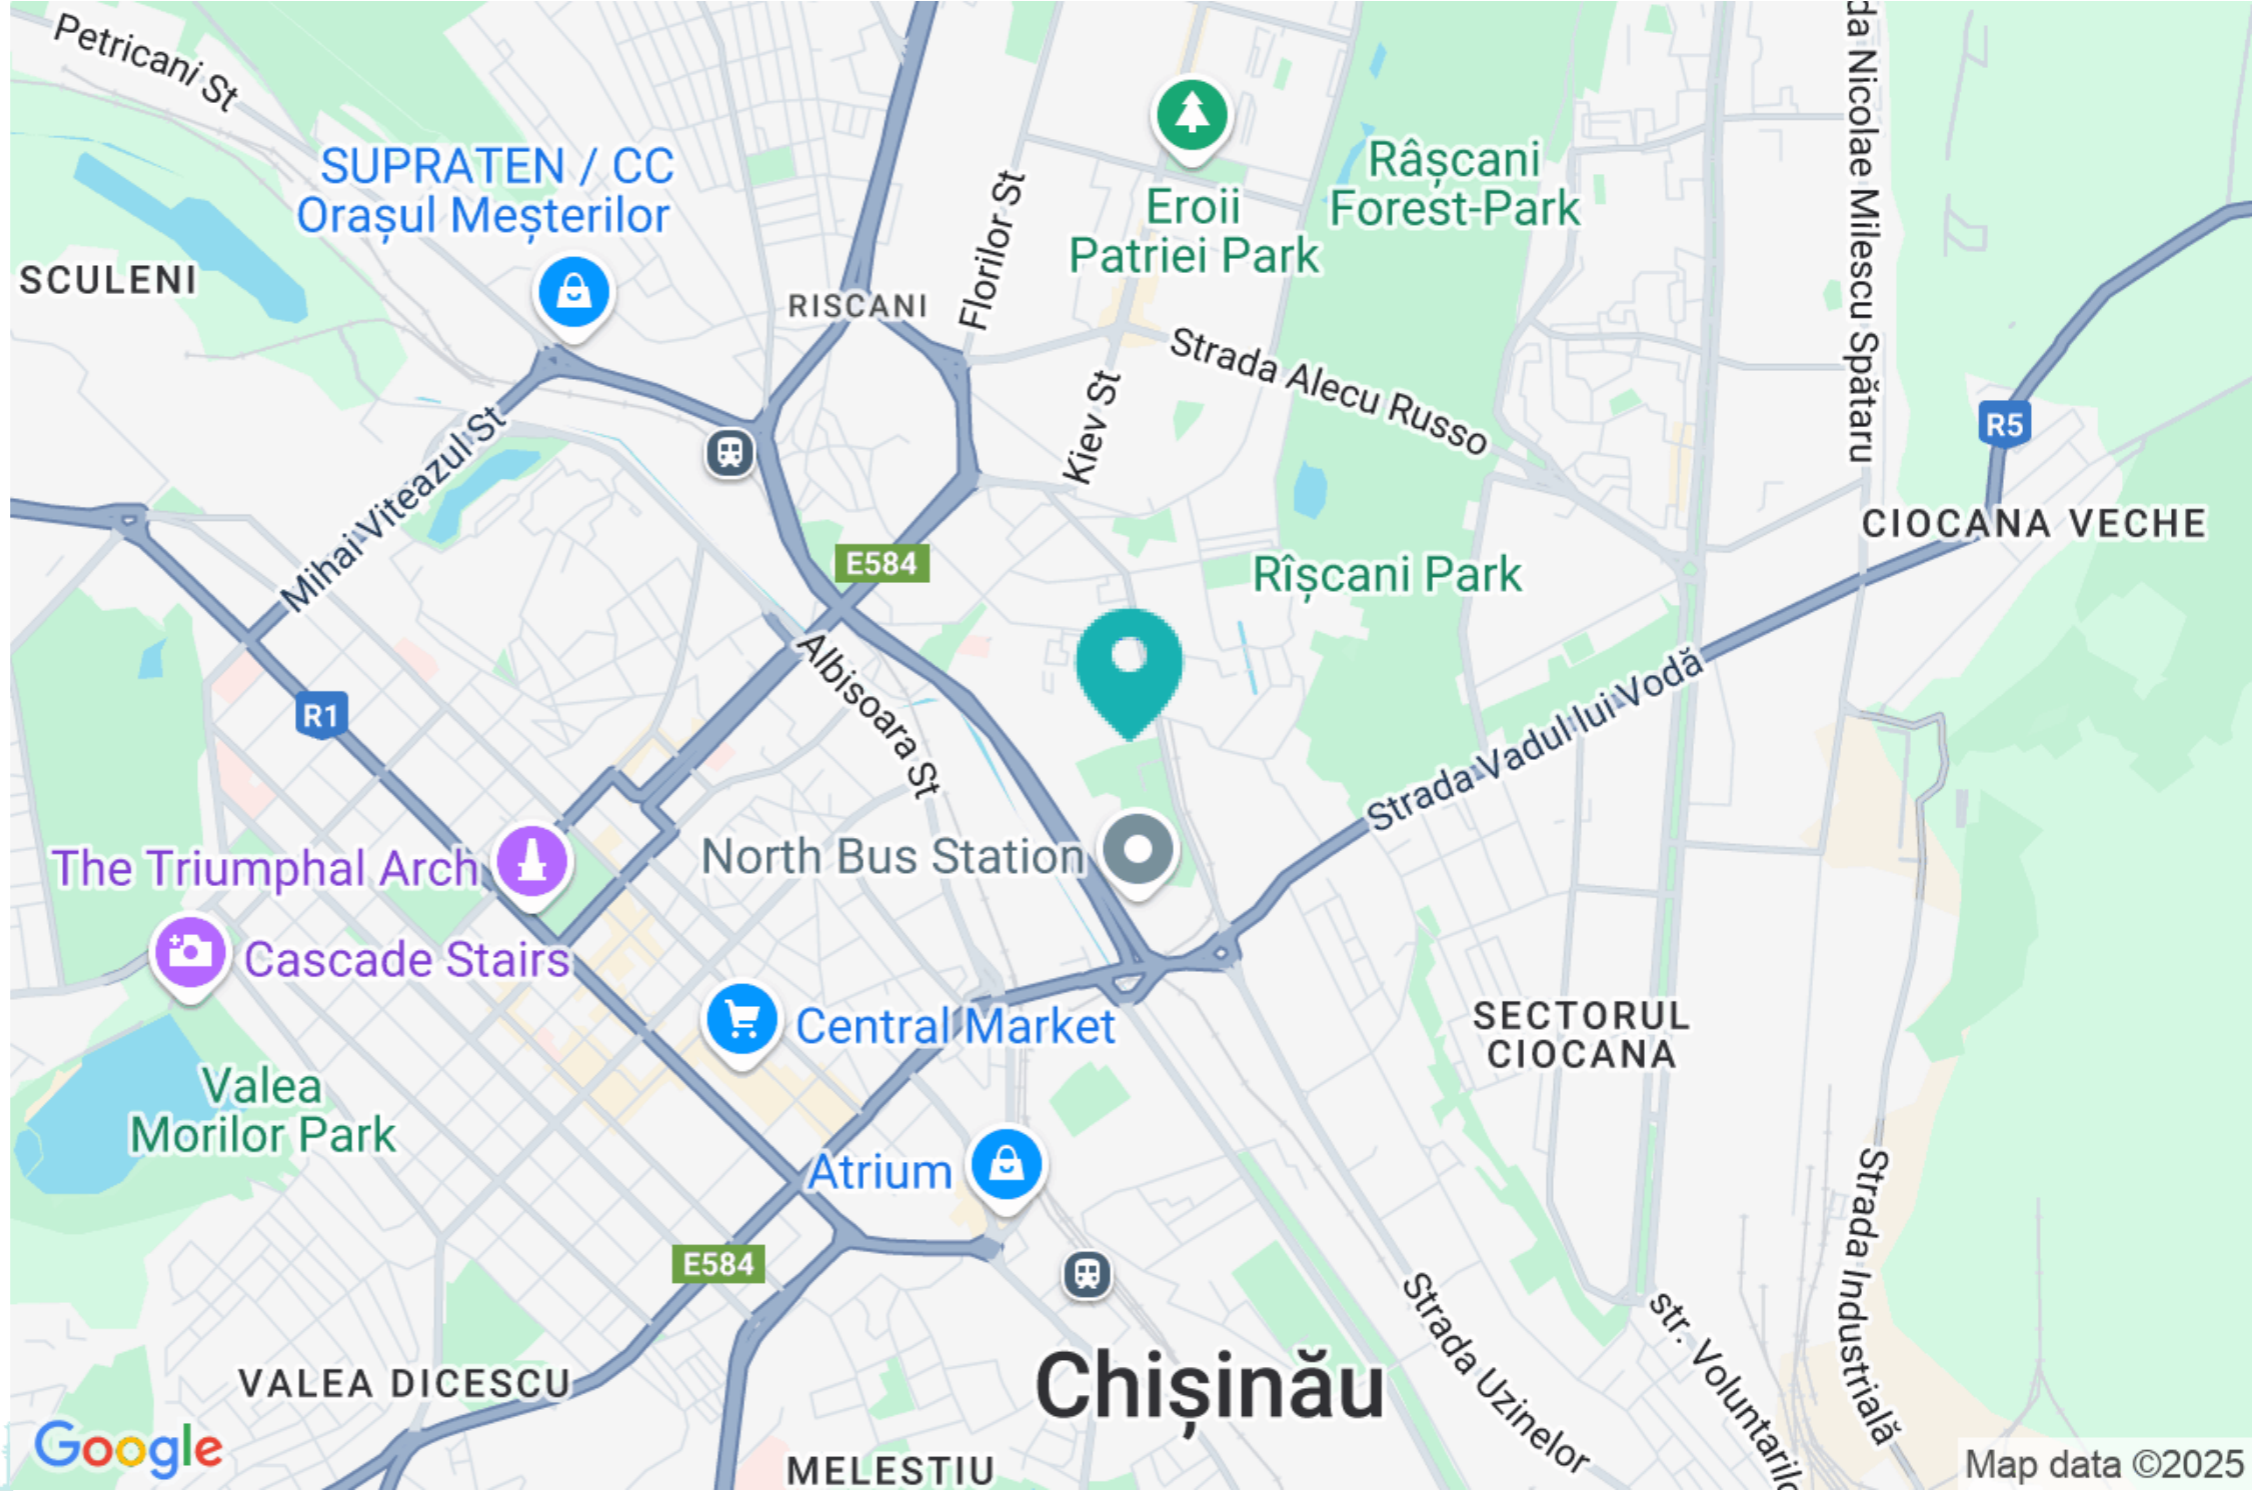 Petricani St
SUPRATEN / CC
Orașul Meșterilor
SCULENI
RISCANI
Florilor St
Eroii
Patriei Park
Râșcani
Forest-Park
da Nicolae Milescu Spătaru
Strada Alecu Russo
Kiev St
Mihai Viteazul St
R5
CIOCANA VECHE
E584
Rîșcani Park
R1
Albisoara St
Strada Vadul lui Vodă
The Triumphal Arch
North Bus Station
Cascade Stairs
Central Market
SECTORUL
CIOCANA
Valea
Morilor Park
Atrium
E584
Strada Industrială
Strada Uzinelor
str. Voluntarilo
VALEA DICESCU
Chișinău
MELESTIU
Google
Map data ©2025